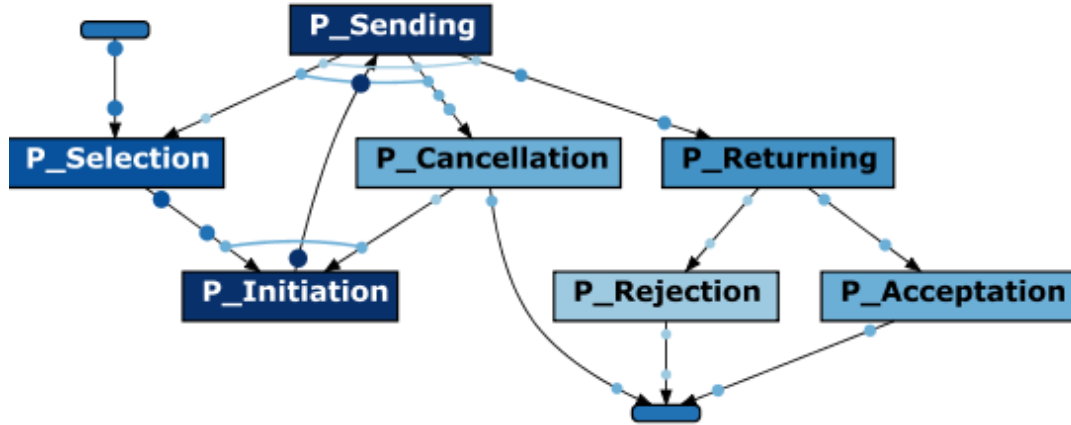 P_Sending
P_Selection
P_Cancellation
P_Returning
P_Initiation
P_Rejection
P_Acceptation